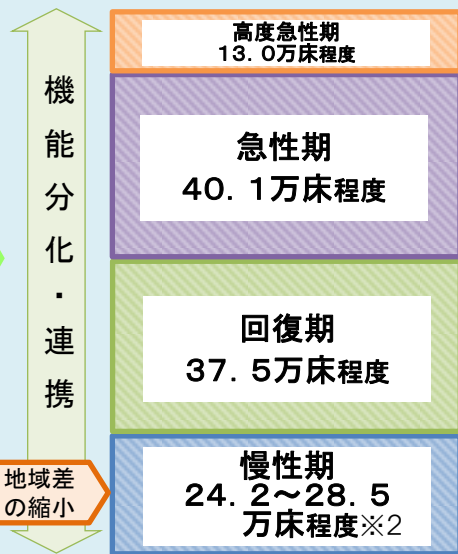 機能分化・連携
高度急性期
13.0万床程度
急性期
40.1万床程度
回復期
37.5万床程度
地域差
の縮小
慢性期
24.2～28.5
万床程度※2